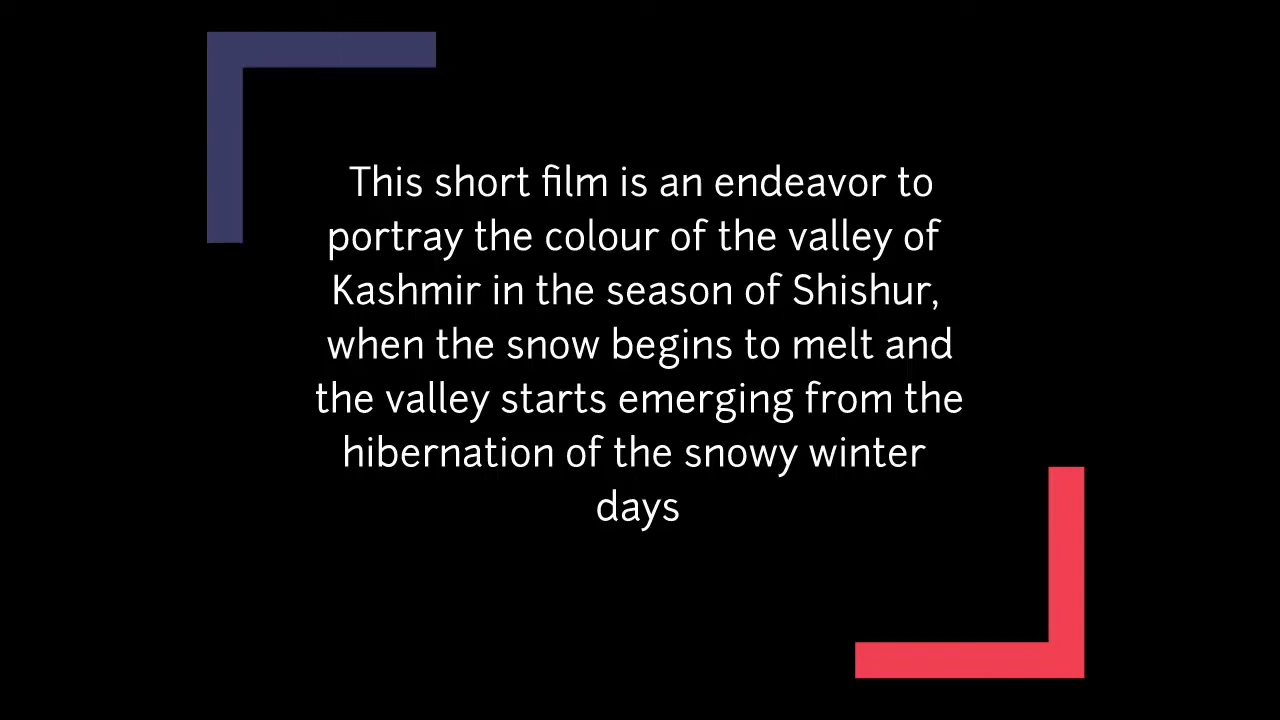 This short film is an endeavor to
portray the colour of the valley of
Kashmir in the season of Shishur,
when the snow begins to melt and
the valley starts emerging from the
hibernation of the snowy winter
days